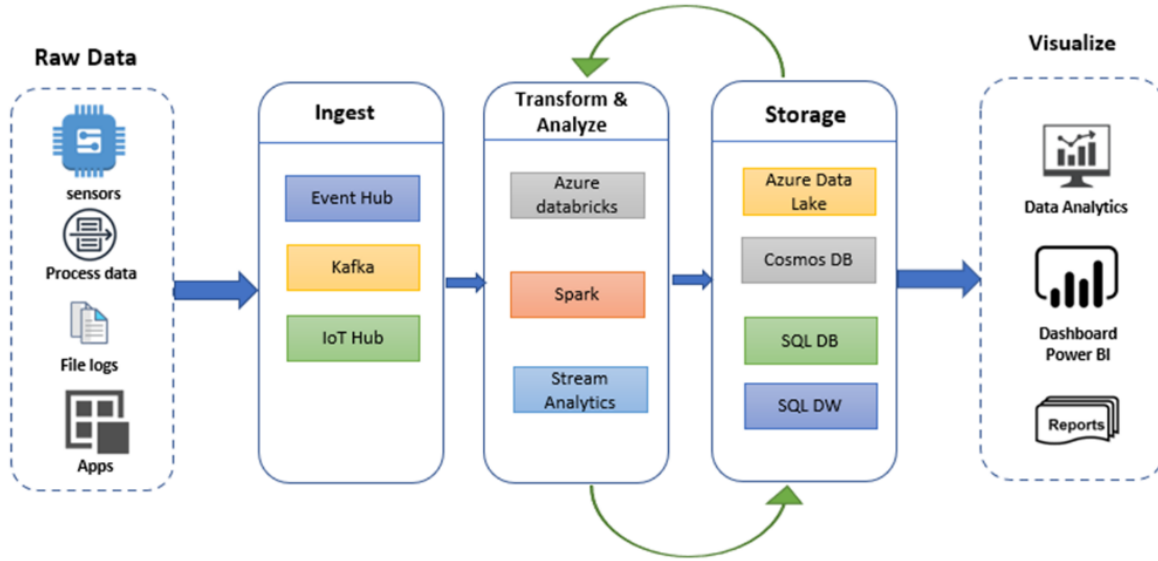 Raw Data
sensors
Process data
File logs
Apps
Ingest
Event Hub
Kafka
IoT Hub
Transform &
Analyze
Azure
databricks
Spark
Stream
Analytics
Storage
Azure Data
Lake
Cosmos DB
SQL DB
SQL DW
Visualize
Data Analytics
Dashboard
Power BI
Reports